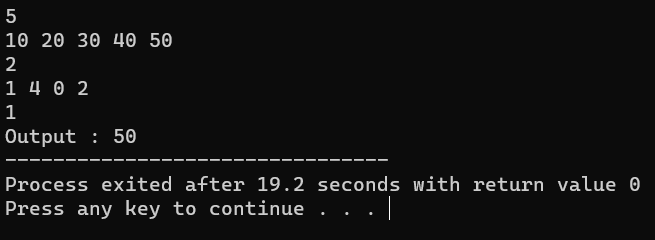 5
10 20 30 40 50
2
1 4 0 2
1
Output : 50
--------------------------------
Process exited after 19.2 seconds with return value 0
Press any key to continue . . .